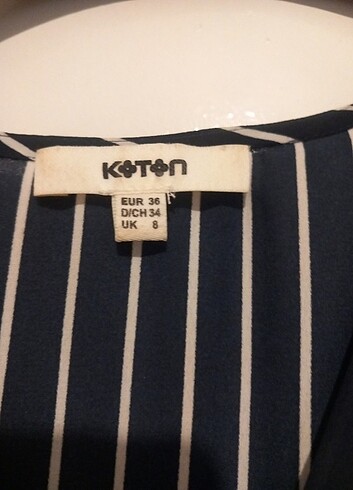 KOTON
EUR 36
D/CH 34
UK 8